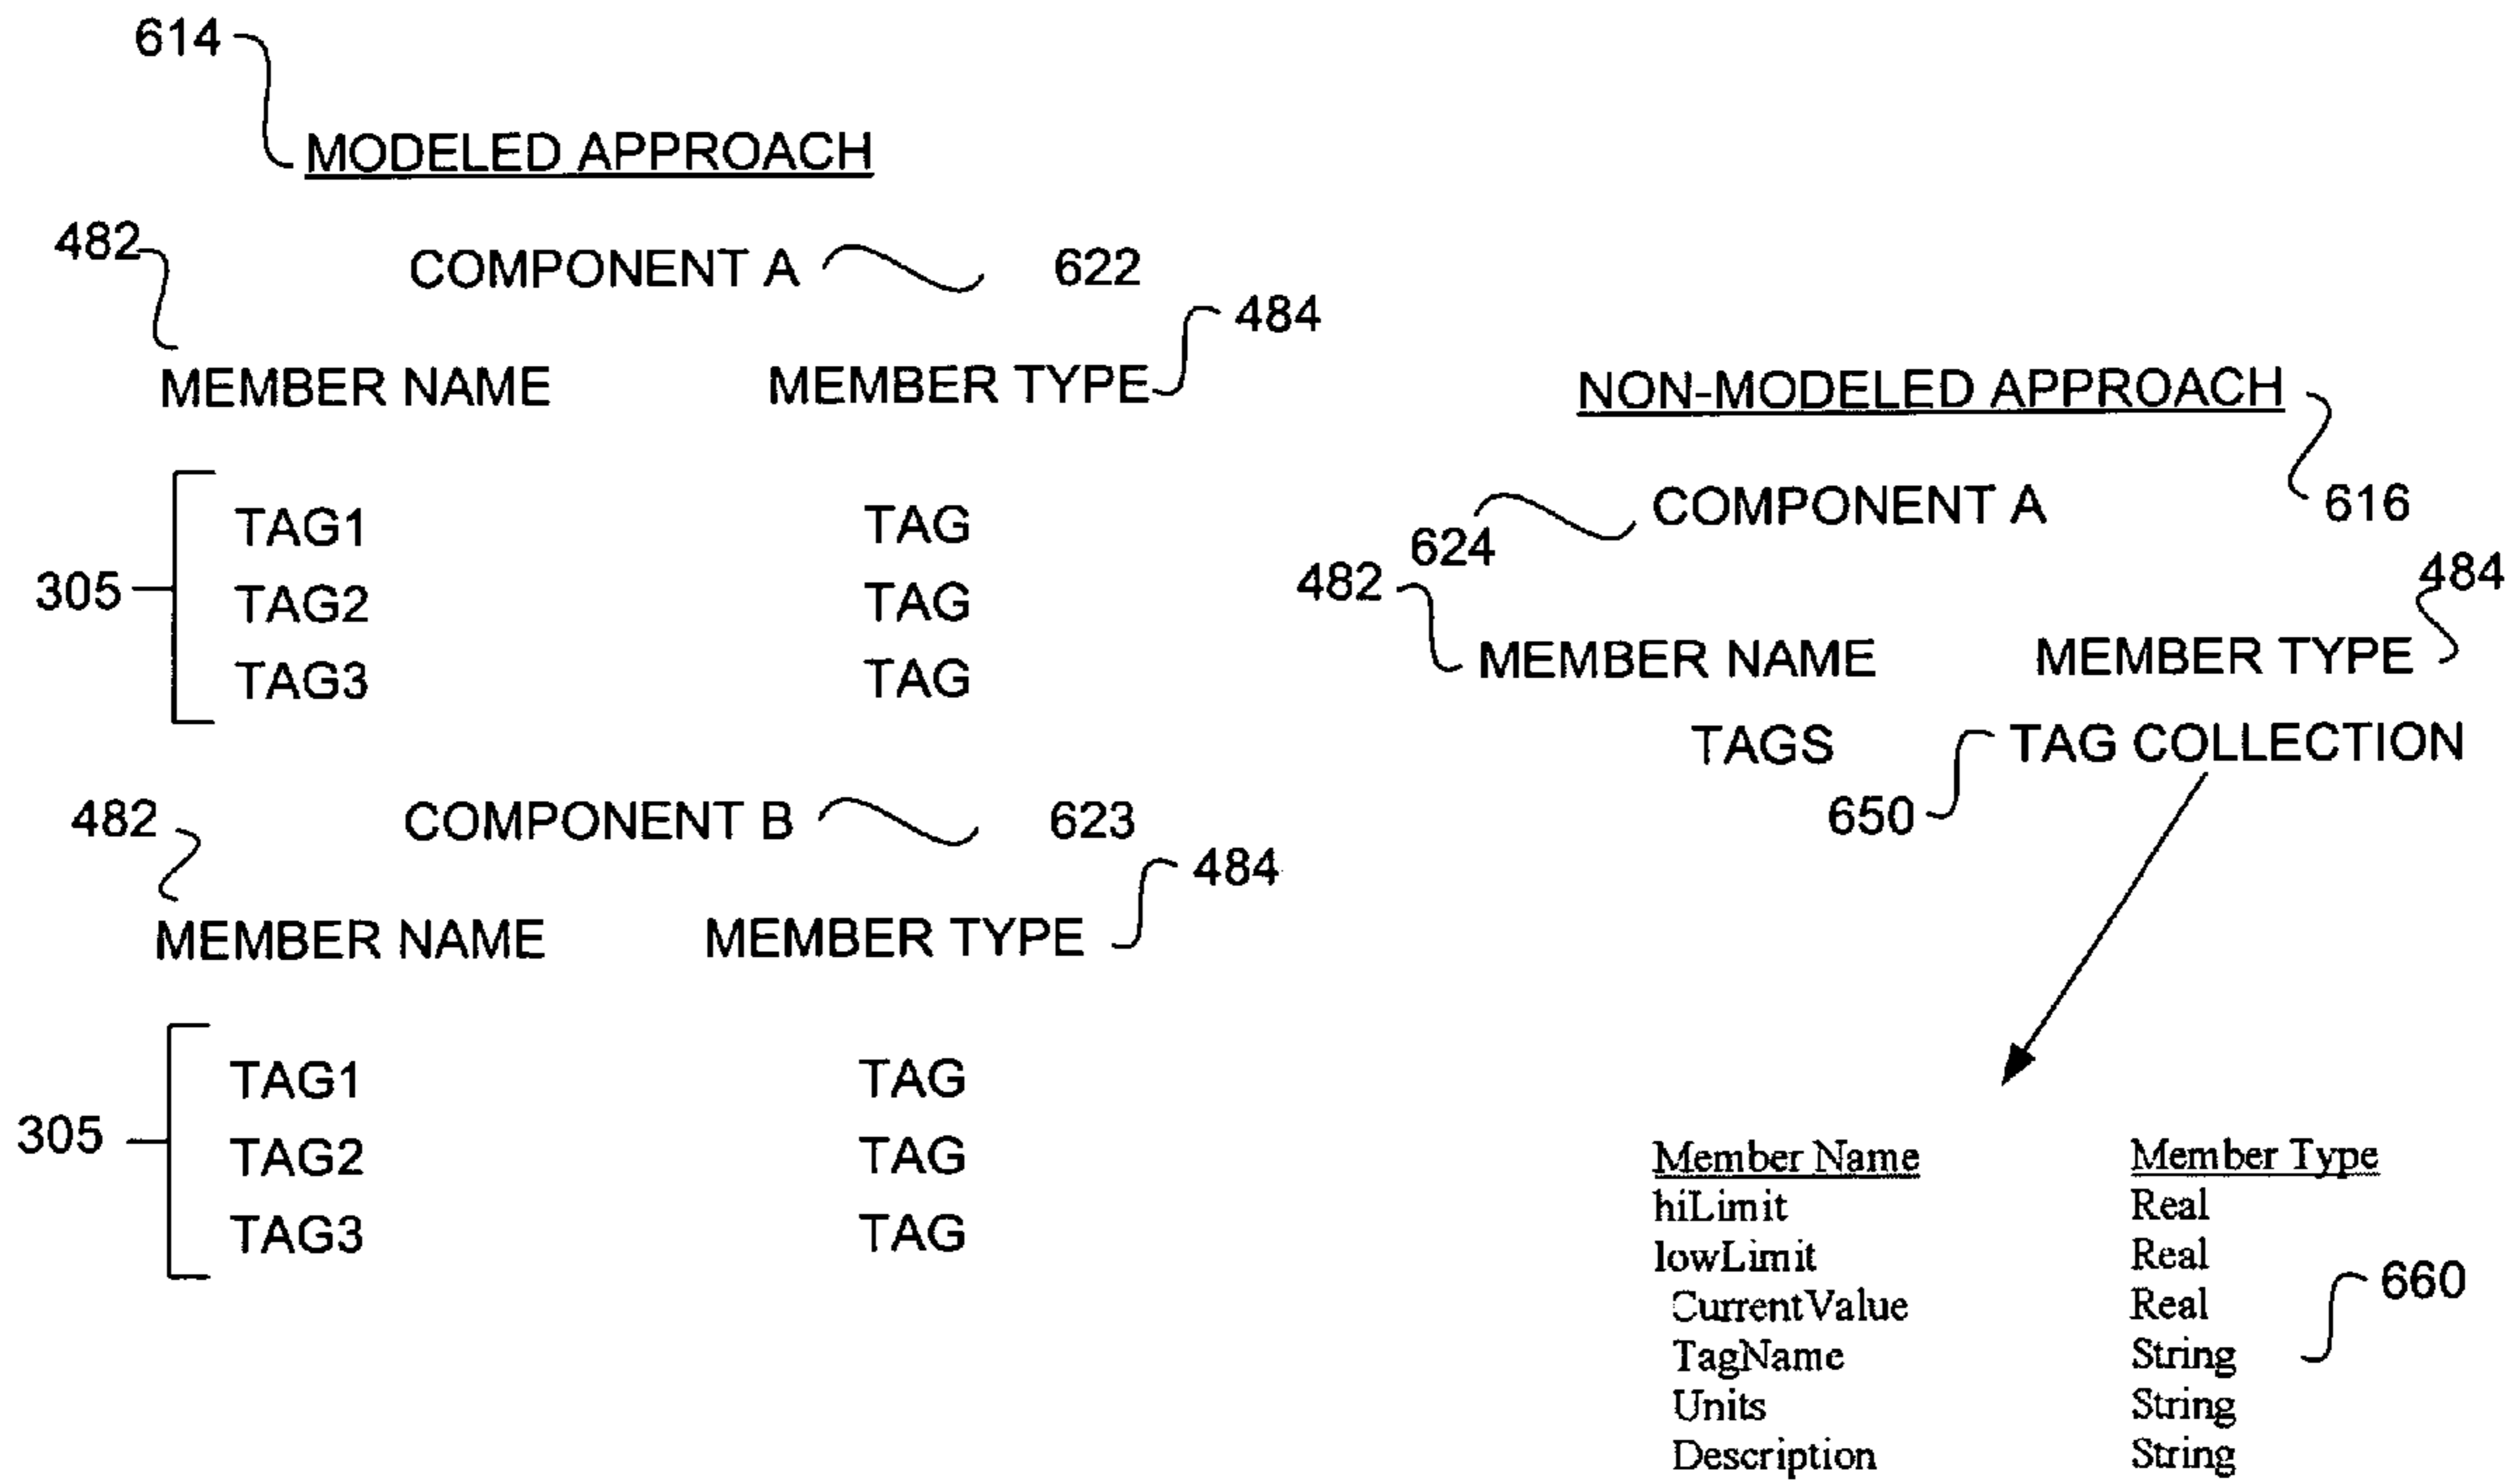 614
MODELED APPROACH
482
COMPONENT A 622
484
MEMBER NAME MEMBER TYPE
TAG1 TAG
305 TAG2 TAG
TAG3 TAG
482 COMPONENT B 623
484
MEMBER NAME MEMBER TYPE
TAG1 TAG
305 TAG2 TAG
TAG3 TAG
NON-MODELED APPROACH
616
624 COMPONENT A
482 484
MEMBER NAME MEMBER TYPE
TAGS TAG COLLECTION
650
Member Name Member Type
hiLimit Real
lowLimit Real
660
CurrentValue Real
TagName String
Units String
Description String